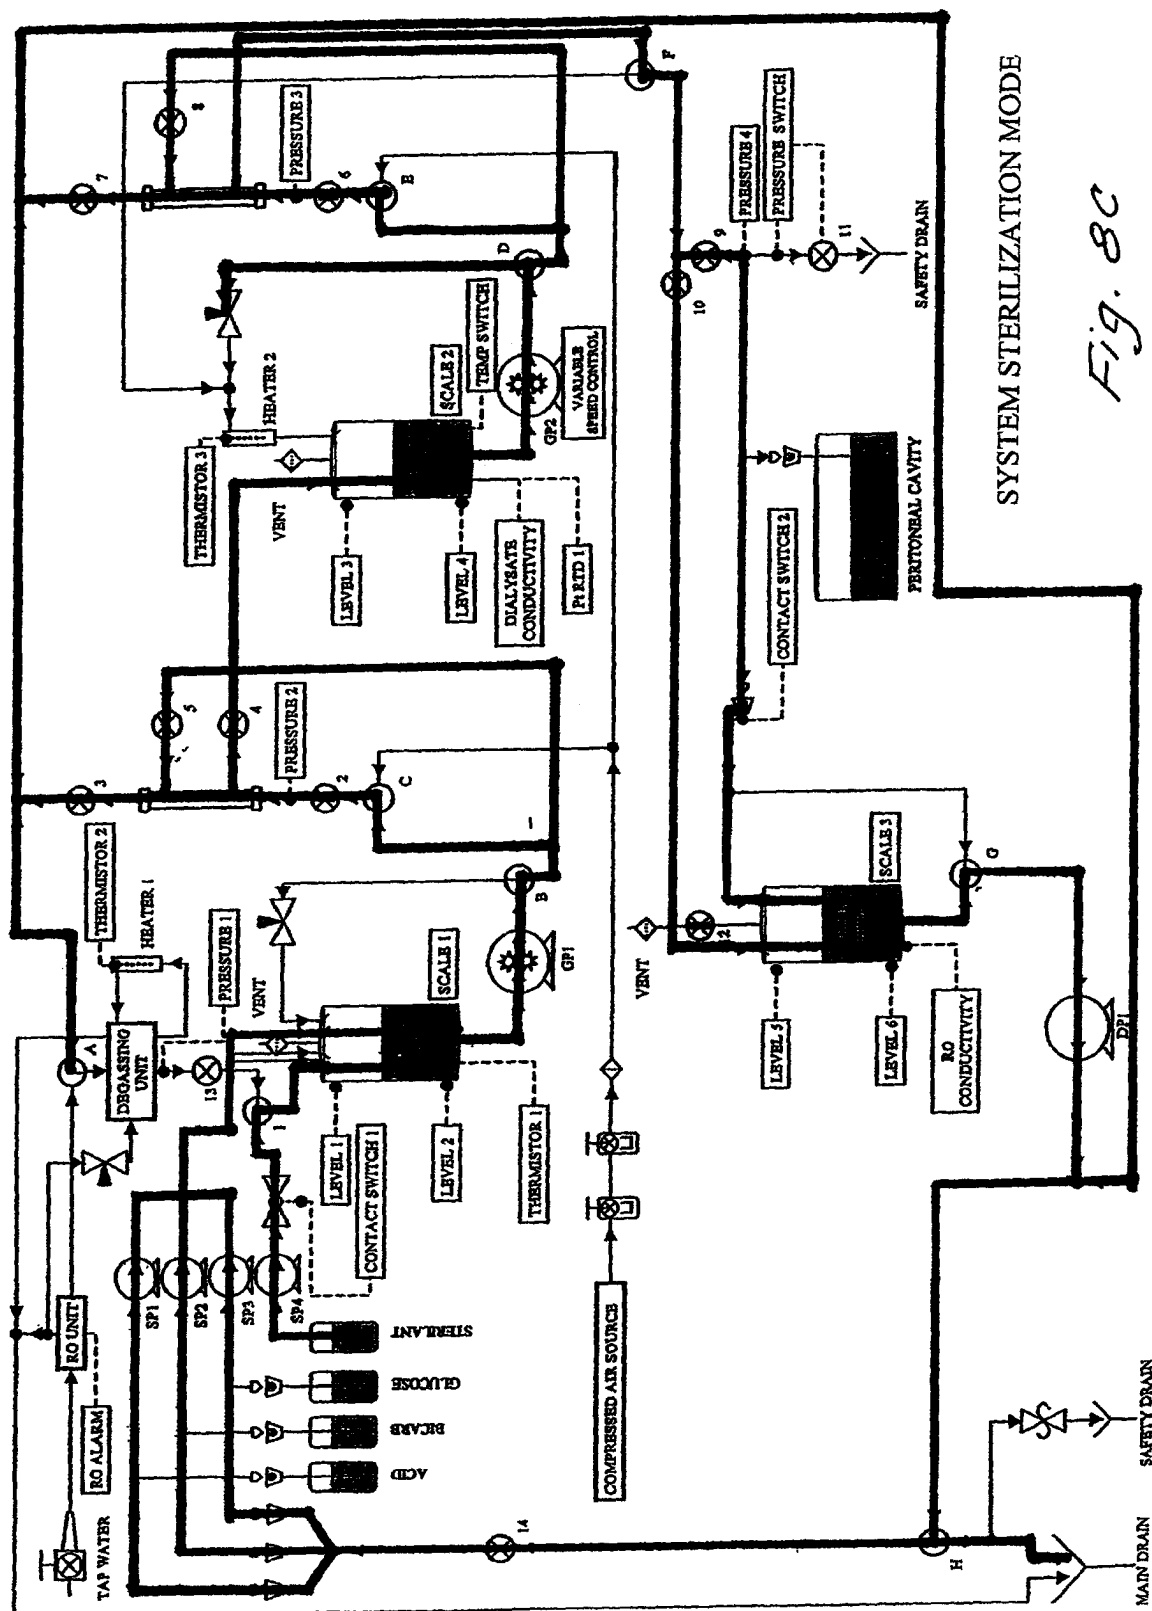 TAP WATER
RO ALARM
RO UNIT
A
DEGASSING
UNIT
THERMISTOR 2
HEATER 1
13
PRESSURE 1
VENT
SP1
SP2
SP3
SP4
I
ACID
BICARB
GLUCOSE
STERILANT
CONTACT SWITCH 1
LEVEL 1
LEVEL 2
THERMISTOR 1
SCALE 1
GP1
B
3
5
4
PRESSURE 2
2
C
THERMISTOR 3
HEATER 2
VENT
LEVEL 3
LEVEL 4
DIALYSATE
CONDUCTIVITY
Pt RTD 1
SCALE 2
TEMP SWITCH
GP2
VARIABLE
SPEED CONTROL
D
7
8
PRESSURE 3
6
E
F
COMPRESSED AIR SOURCE
9
10
PRESSURE 4
PRESSURE SWITCH
11
SAFETY DRAIN
CONTACT SWITCH 2
PERITONEAL CAVITY
VENT
12
LEVEL 5
LEVEL 6
RO
CONDUCTIVITY
SCALE 3
G
DP1
14
H
MAIN DRAIN
SAFETY DRAIN
SYSTEM STERILIZATION MODE
Fig. 8C